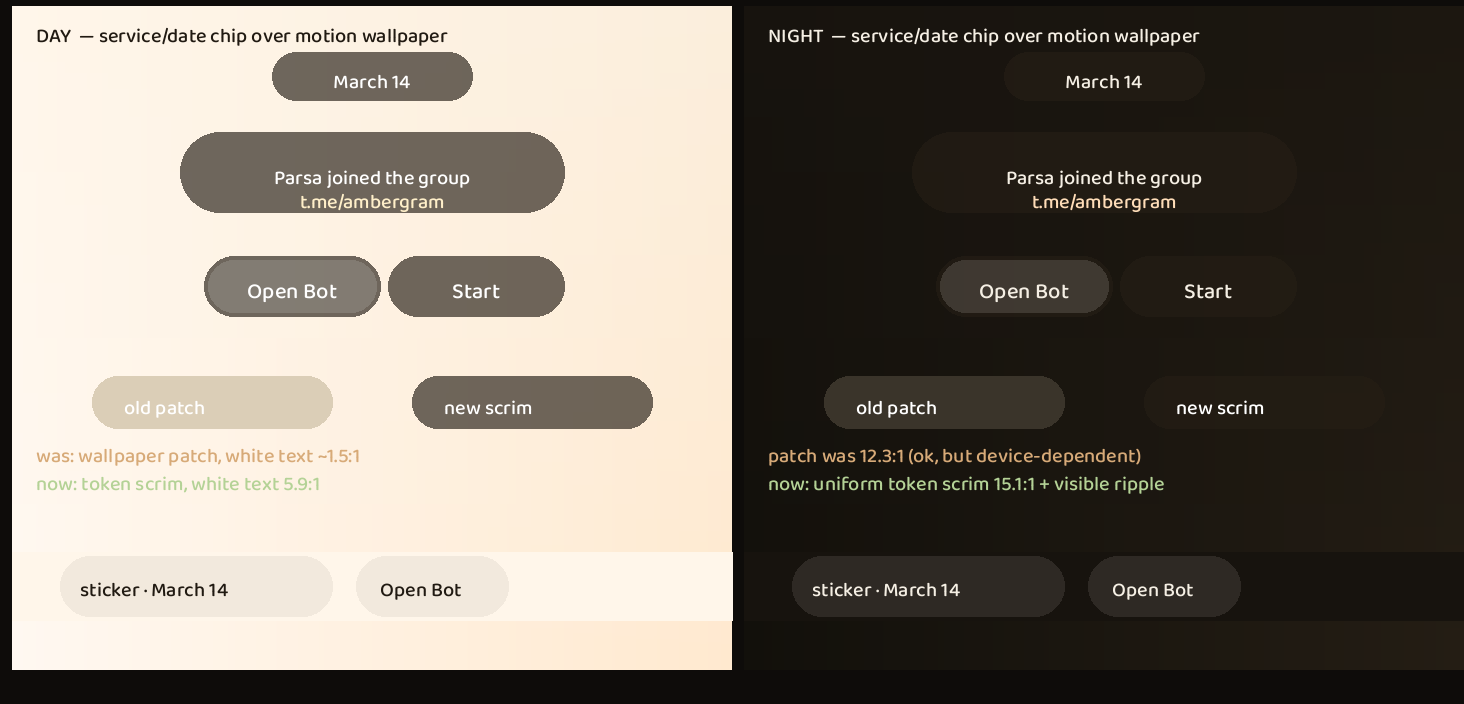 DAY — service/date chip over motion wallpaper
March 14
Parsa joined the group
t.me/ambergram
Open Bot
Start
old patch
new scrim
was: wallpaper patch, white text ~1.5:1
now: token scrim, white text 5.9:1
sticker · March 14
Open Bot
NIGHT — service/date chip over motion wallpaper
March 14
Parsa joined the group
t.me/ambergram
Open Bot
Start
old patch
new scrim
patch was 12.3:1 (ok, but device-dependent)
now: uniform token scrim 15.1:1 + visible ripple
sticker · March 14
Open Bot